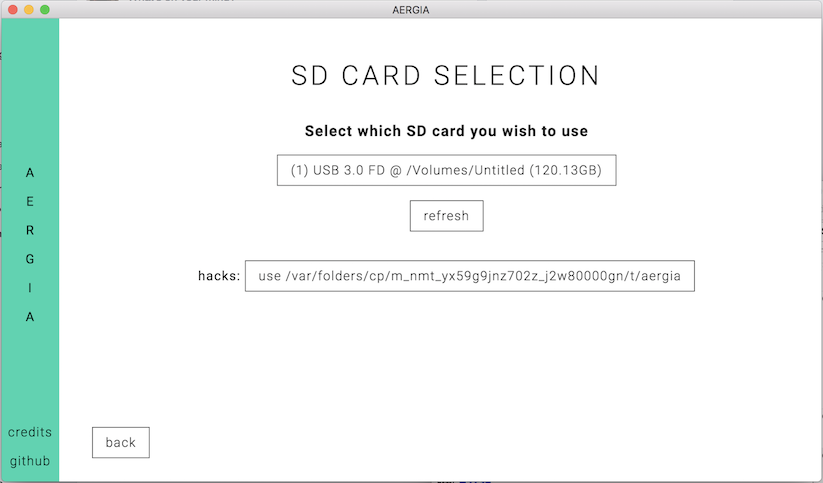 AERGIA
SD CARD SELECTION
Select which SD card you wish to use
(1) USB 3.0 FD @ /Volumes/Untitled (120.13GB)
refresh
hacks: use /var/folders/cp/m_nmt_yx59g9jnz702z_j2w80000gn/t/aergia
A
E
R
G
I
A
credits
github
back